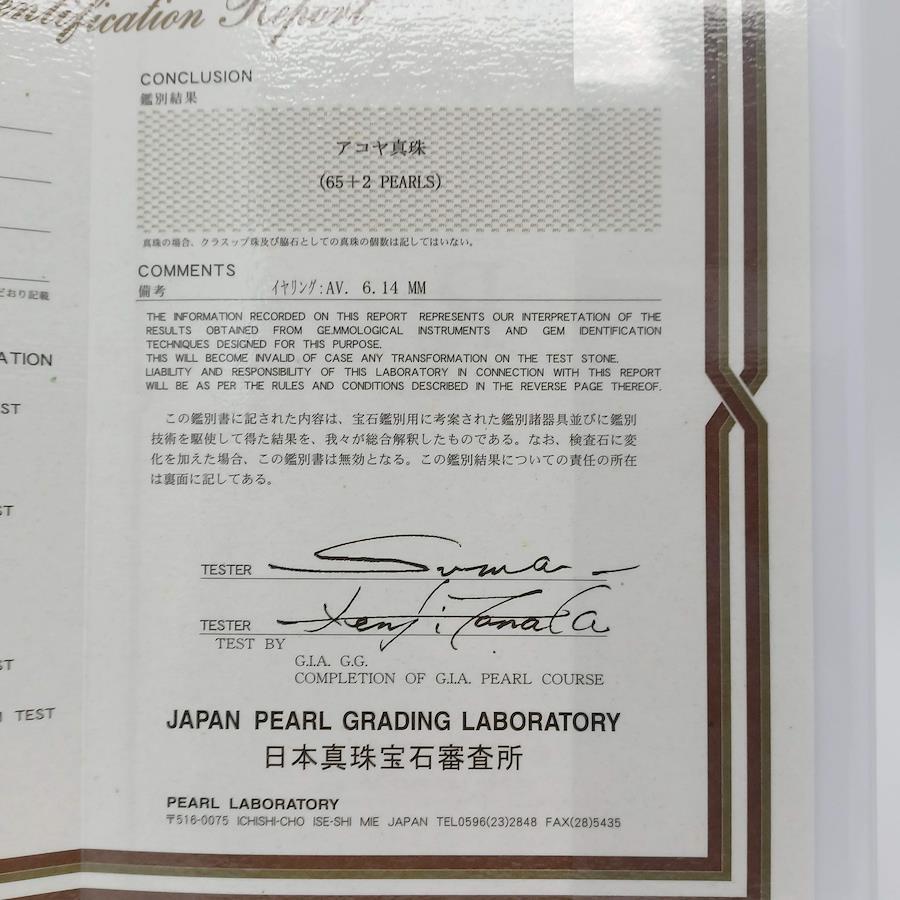 Identification Report
CONCLUSION
鑑別結果
アコヤ真珠
(65+2 PEARLS)
真珠の場合、クラスップ珠及び脇石としての真珠の個数は記してはいない。
COMMENTS
備考 イヤリング:AV. 6.14 MM
どおり記載
THE INFORMATION RECORDED ON THIS REPORT REPRESENTS OUR INTERPRETATION OF THE
RESULTS OBTAINED FROM GE.MMOLOGICAL INSTRUMENTS AND GEM IDENTIFICATION
TECHNIQUES DESIGNED FOR THIS PURPOSE.
THIS WILL BECOME INVALID OF CASE ANY TRANSFORMATION ON THE TEST STONE.
LIABILITY AND RESPONSIBILITY OF THIS LABORATORY IN CONNECTION WITH THIS REPORT
WILL BE AS PER THE RULES AND CONDITIONS DESCRIBED IN THE REVERSE PAGE THEREOF.
ATION
ST
この鑑別書に記された内容は、宝石鑑別用に考案された鑑別諸器具並びに鑑別
技術を駆使して得た結果を、我々が総合解釈したものである。なお、検査石に変
化を加えた場合、この鑑別書は無効となる。この鑑別結果についての責任の所在
は裏面に記してある。
ST
TESTER Suma
TESTER Kenji Tanaka
TEST BY
G.I.A. G.G.
COMPLETION OF G.I.A. PEARL COURSE
ST
TEST
JAPAN PEARL GRADING LABORATORY
日本真珠宝石審査所
PEARL LABORATORY
〒516-0075 ICHISHI-CHO ISE-SHI MIE JAPAN TEL0596(23)2848 FAX(28)5435